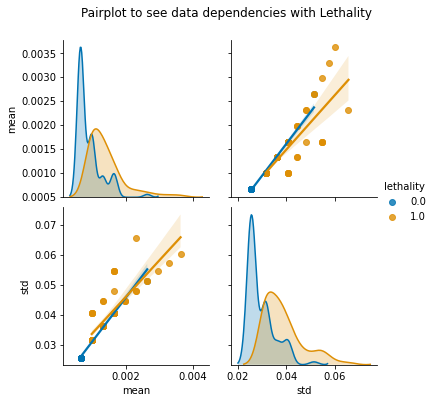 Pairplot to see data dependencies with Lethality
0.0035
0.0030
0.0025
0.0020
0.0015
0.0010
0.0005
mean
lethality
0.0
1.0
0.07
0.06
0.05
0.04
0.03
std
0.002 0.004
mean
0.02 0.04 0.06
std